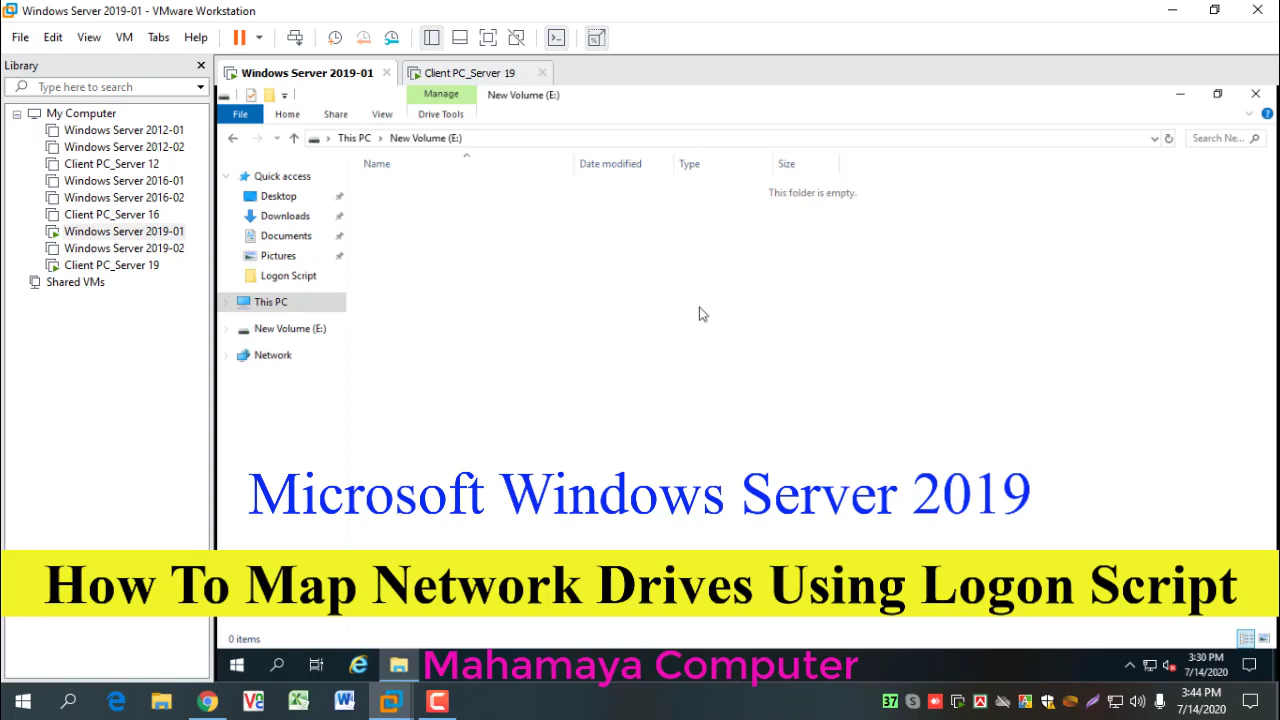 Windows Server 2019-01 - VMware Workstation
File Edit View VM Tabs Help
Library
Type here to search
My Computer
Windows Server 2012-01
Windows Server 2012-02
Client PC_Server 12
Windows Server 2016-01
Windows Server 2016-02
Client PC_Server 16
Windows Server 2019-01
Windows Server 2019-02
Client PC_Server 19
Shared VMs
Windows Server 2019-01 Client PC_Server 19
Manage New Volume (E:)
File Home Share View Drive Tools
This PC New Volume (E:) Search Ne...
Name Date modified Type Size
This folder is empty.
Quick access
Desktop
Downloads
Documents
Pictures
Logon Script
This PC
New Volume (E:)
Network
Microsoft Windows Server 2019
How To Map Network Drives Using Logon Script
0 items
Mahamaya Computer
3:30 PM
7/14/2020
37
3:44 PM
7/14/2020